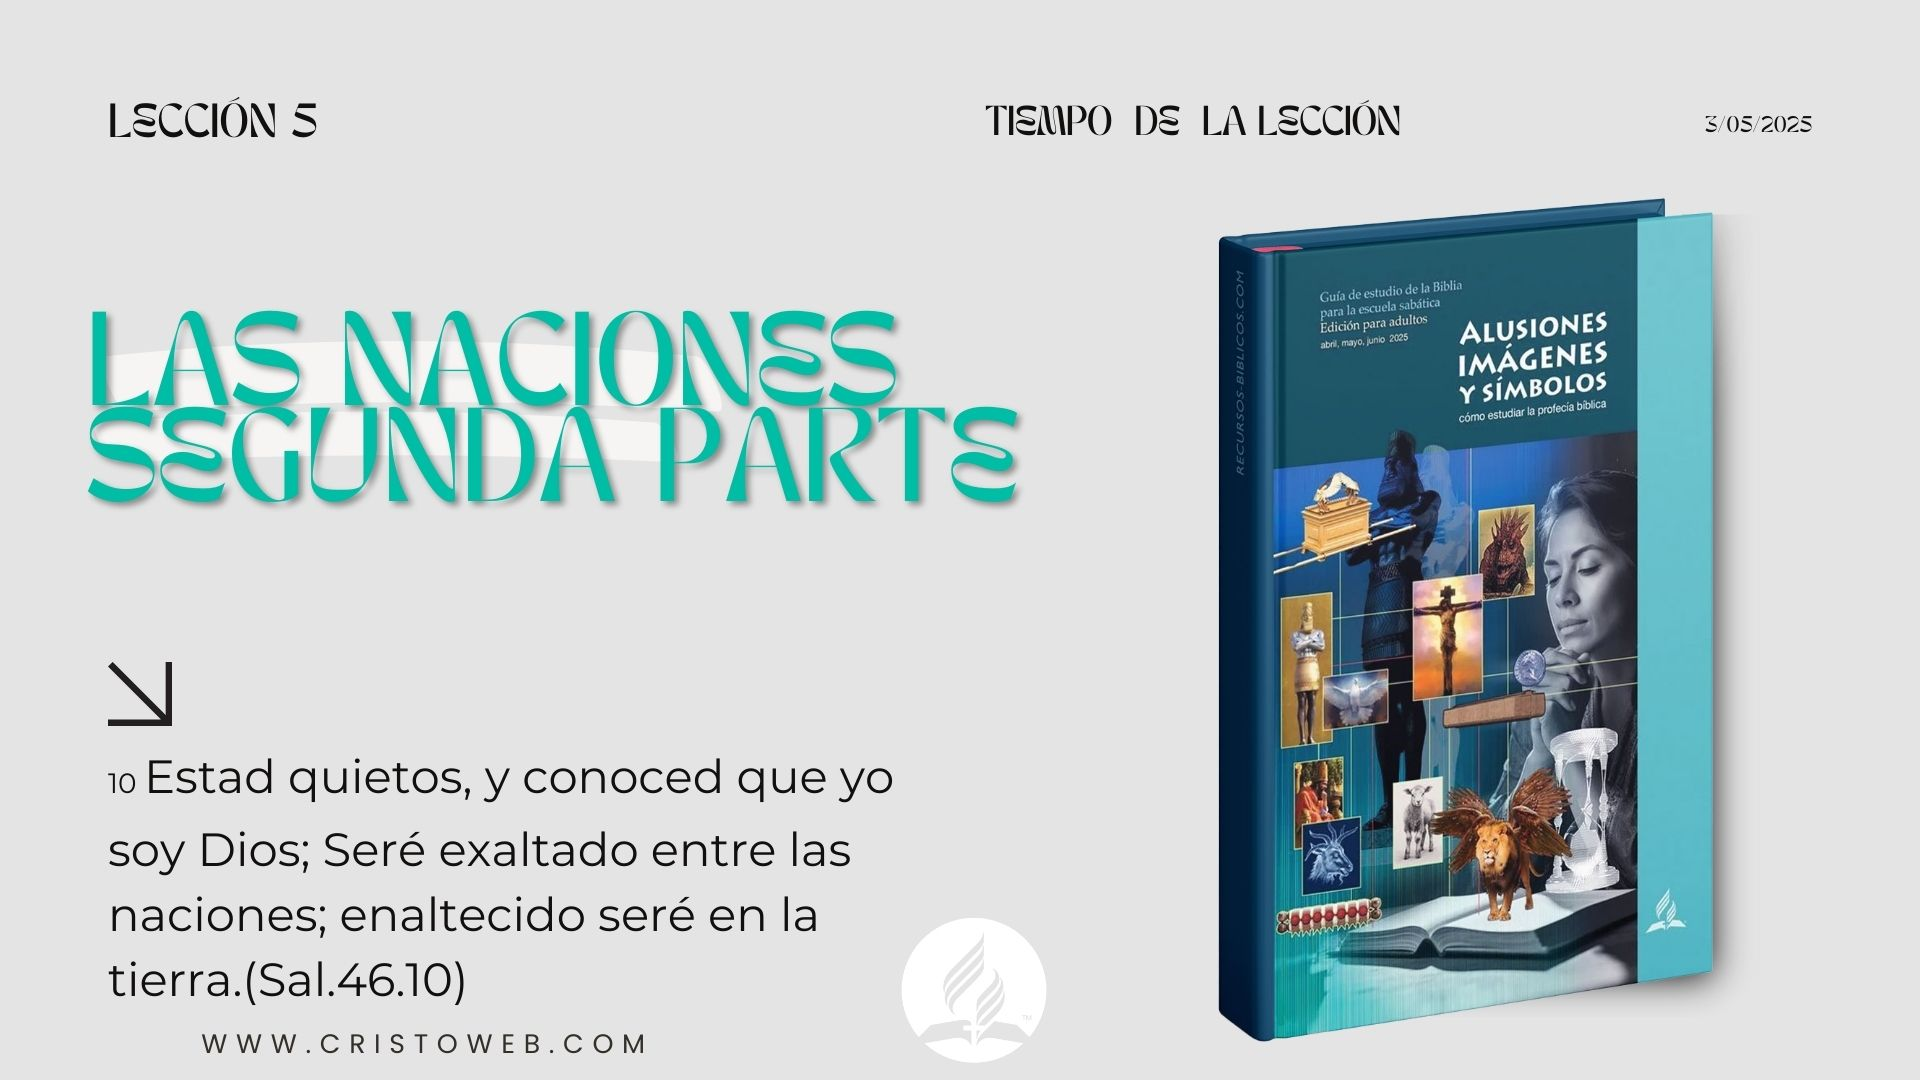 LECCIÓN 5
TIEMPO DE LA LECCIÓN
3/05/2025
LAS NACIONES
SEGUNDA PARTE
10 Estad quietos, y conoced que yo
soy Dios; Seré exaltado entre las
naciones; enaltecido seré en la
tierra.(Sal.46.10)
WWW.CRISTOWEB.COM
TM
RECURSOS-BIBLICOS.COM
Guía de estudio de la Biblia
para la escuela sabática
Edición para adultos
abril, mayo, junio 2025
ALUSIONES
IMÁGENES
Y SÍMBOLOS
cómo estudiar la profecía bíblica